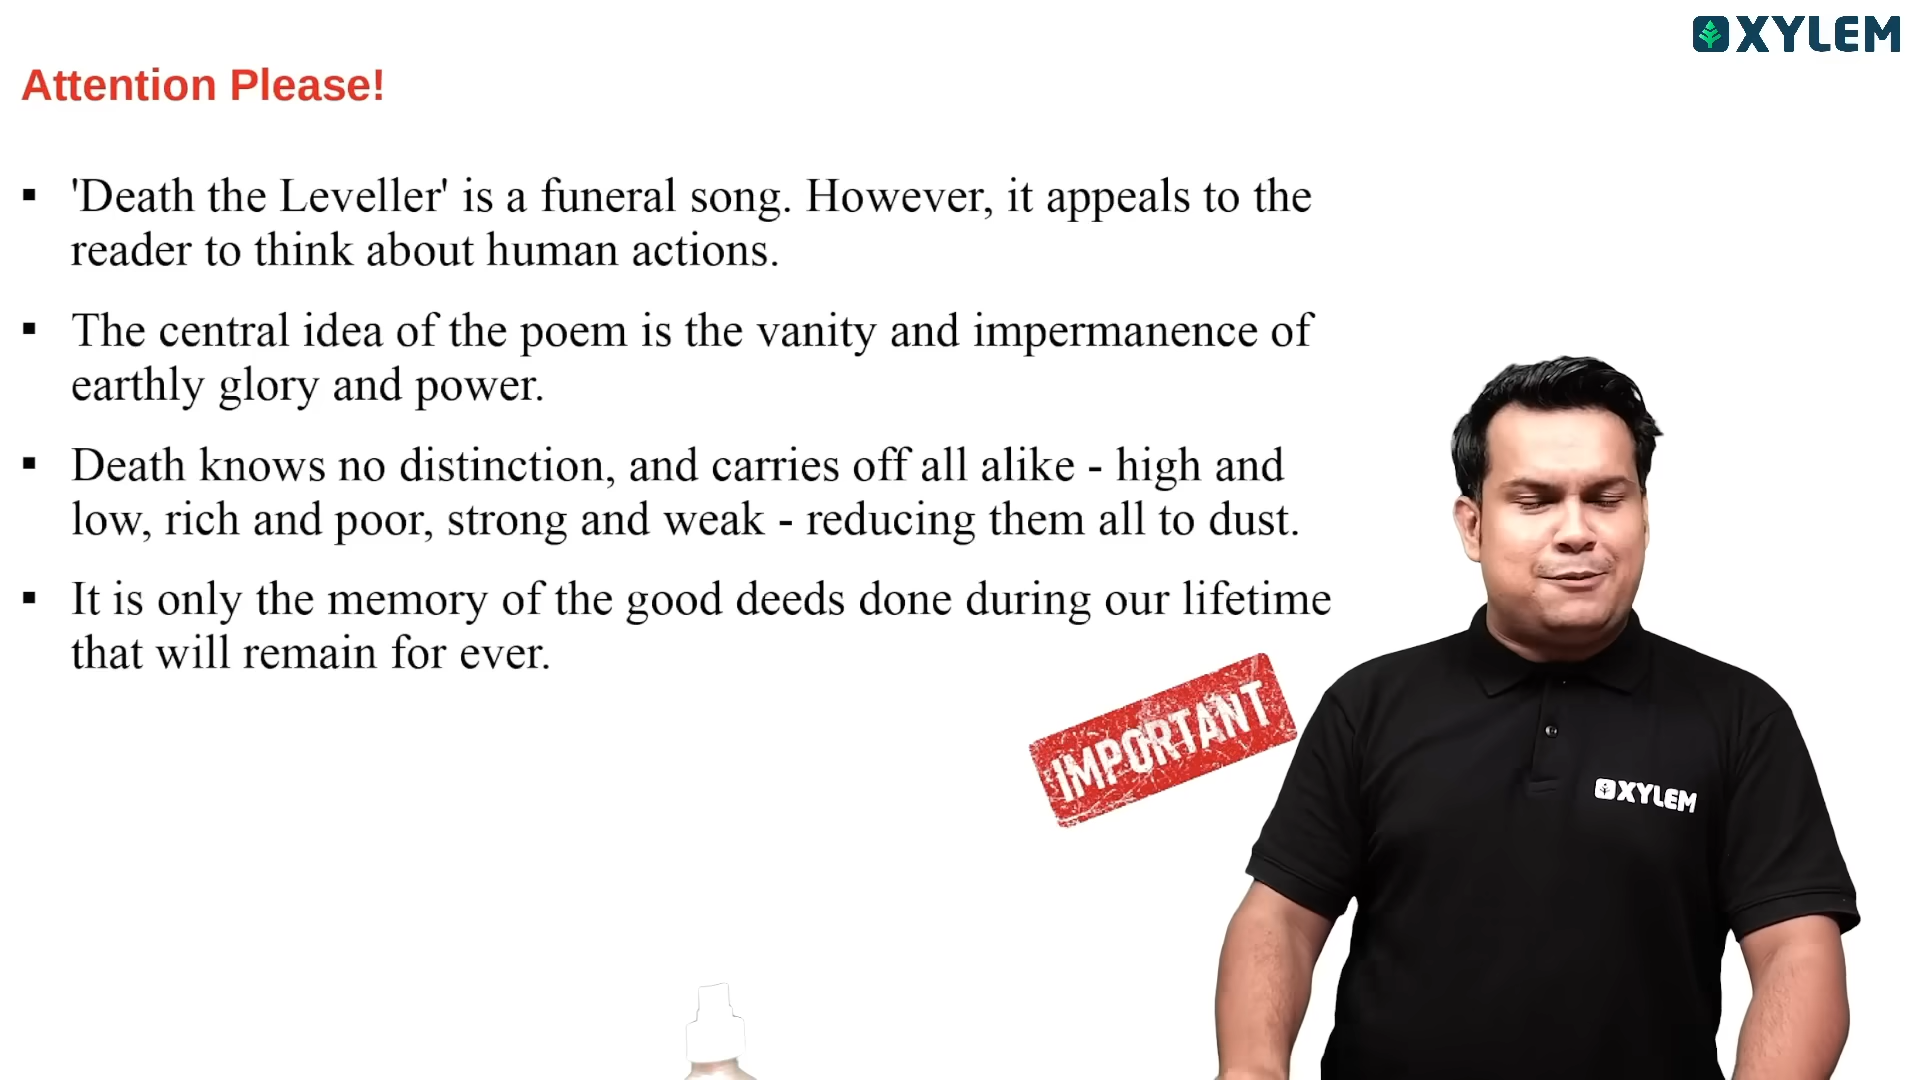 XYLEM
Attention Please!
▪ 'Death the Leveller' is a funeral song. However, it appeals to the
reader to think about human actions.
▪ The central idea of the poem is the vanity and impermanence of
earthly glory and power.
▪ Death knows no distinction, and carries off all alike - high and
low, rich and poor, strong and weak - reducing them all to dust.
▪ It is only the memory of the good deeds done during our lifetime
that will remain for ever.
IMPORTANT
XYLEM